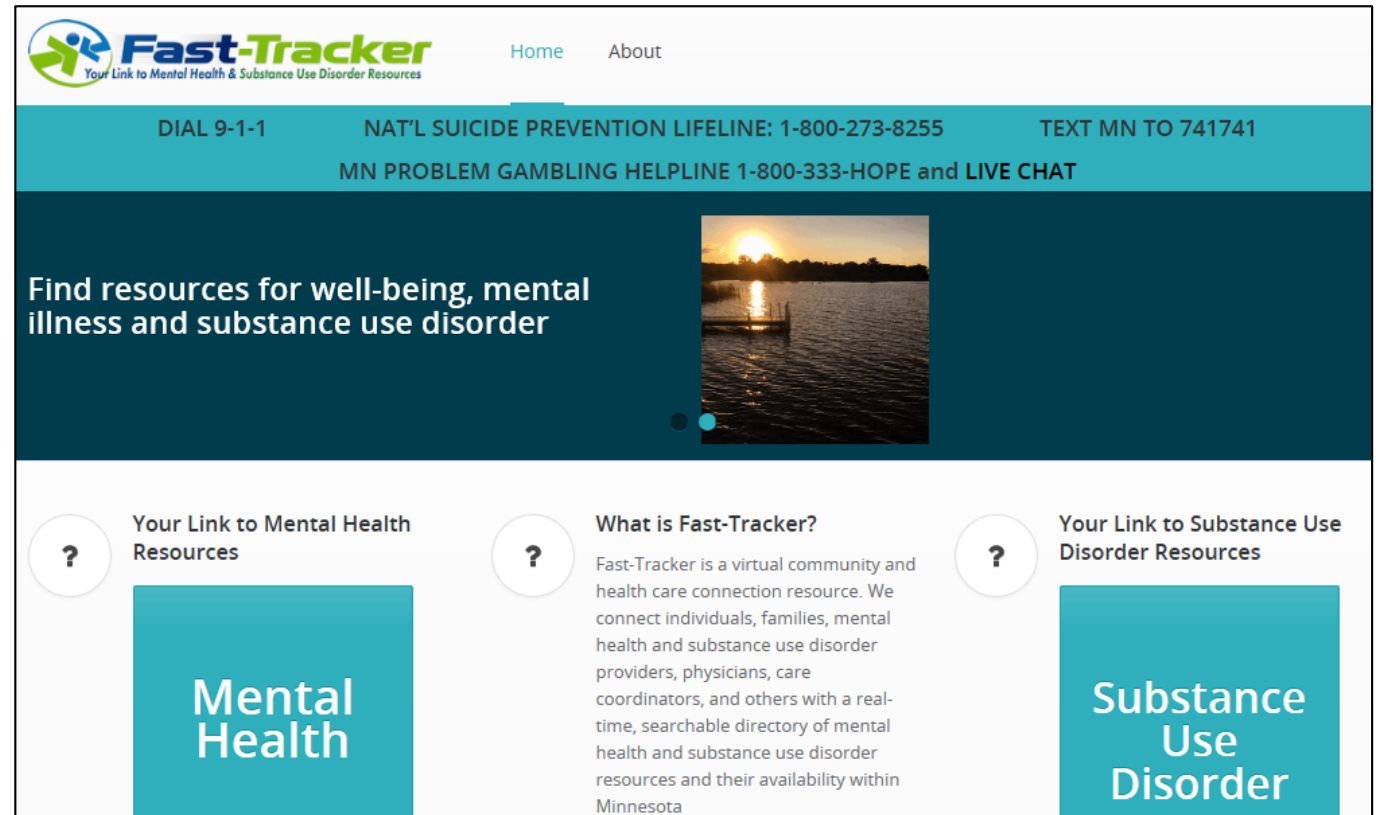 Fast-Tracker
Your Link to Mental Health & Substance Use Disorder Resources
Home About
DIAL 9-1-1 NAT'L SUICIDE PREVENTION LIFELINE: 1-800-273-8255 TEXT MN TO 741741
MN PROBLEM GAMBLING HELPLINE 1-800-333-HOPE and LIVE CHAT
Find resources for well-being, mental
illness and substance use disorder
?
Your Link to Mental Health
Resources
Mental
Health
?
What is Fast-Tracker?
Fast-Tracker is a virtual community and
health care connection resource. We
connect individuals, families, mental
health and substance use disorder
providers, physicians, care
coordinators, and others with a real-
time, searchable directory of mental
health and substance use disorder
resources and their availability within
Minnesota
?
Your Link to Substance Use
Disorder Resources
Substance
Use
Disorder